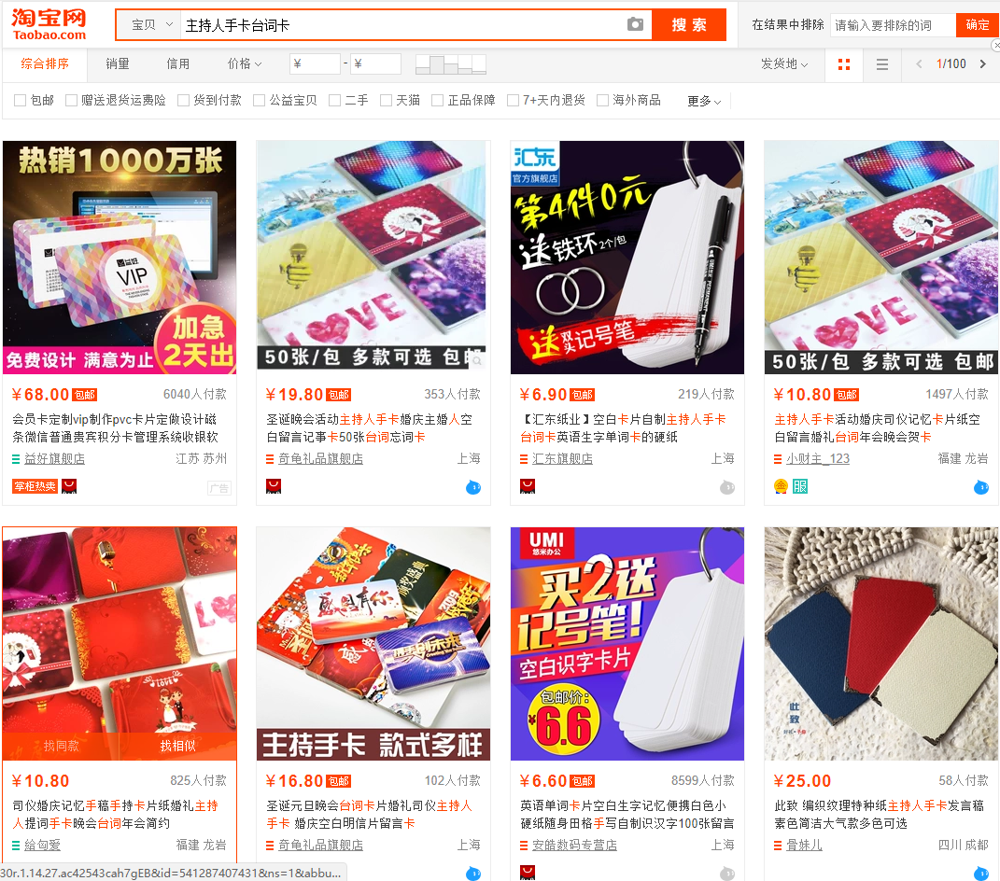 淘宝网
Taobao.com
宝贝
主持人手卡台词卡
搜索
在结果中排除
请输入要排除的词
确定
综合排序
销量
信用
价格
¥
-
¥
发货地
1/100
包邮
赠送退货运费险
货到付款
公益宝贝
二手
天猫
正品保障
7+天内退货
海外商品
更多
热销1000万张
益好
VIP
加急
2天出
免费设计 满意为止
¥68.00 包邮
6040人付款
会员卡定制vip制作pvc卡片定做设计磁
条微信普通贵宾积分卡管理系统收银软
益好旗舰店
江苏 苏州
掌柜热卖
广告
LOVE
50张/包 多款可选 包邮
¥19.80 包邮
353人付款
圣诞晚会活动主持人手卡婚庆主婚人空
白留言记事卡50张台词忘词卡
奇龟礼品旗舰店
上海
汇东
官方旗舰店
第4件0元
送铁环2个/包
送双头记号笔
¥6.90 包邮
219人付款
【汇东纸业】空白卡片自制主持人手卡
台词卡英语生字单词卡的硬纸
汇东旗舰店
上海
LOVE
50张/包 多款可选 包邮
¥10.80 包邮
1497人付款
主持人手卡活动婚庆司仪记忆卡片纸空
白留言婚礼台词年会晚会贺卡
小财主_123
福建 龙岩
金
服
LOVE
找同款
找相似
¥10.80
825人付款
司仪婚庆记忆手稿手持卡片纸婚礼主持
人提词手卡晚会台词年会简约
给匈爱
福建 龙岩
颁奖盛典
感恩有你
赢创未来
主持手卡 款式多样
¥16.80 包邮
102人付款
圣诞元旦晚会台词卡片婚礼司仪主持人
手卡 婚庆空白明信片留言卡
奇龟礼品旗舰店
上海
UMI
悠米办公
买2送
记号笔!
空白识字卡片
包邮价:
¥6.6
¥6.60 包邮
8599人付款
英语单词卡片空白生字记忆便携白色小
硬纸随身田格手写自制识汉字100张留言
安皓数码专营店
上海
此致
¥25.00
58人付款
此致 编织纹理特种纸主持人手卡发言稿
素色简洁大气款多色可选
骨妹儿
四川 成都
30r.1.14.27.ac42543cah7gEB&id=541287407431&ns=1&abbu...